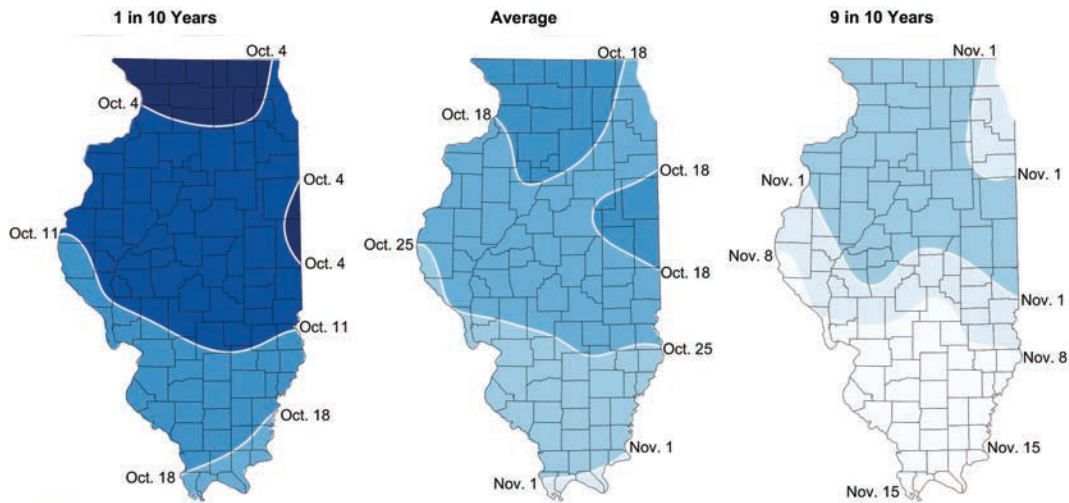 1 in 10 Years
Oct. 4
Oct. 4
Oct. 4
Oct. 11
Oct. 4
Oct. 11
Oct. 18
Oct. 18
Average
Oct. 18
Oct. 18
Oct. 18
Oct. 25
Oct. 18
Oct. 25
Nov. 1
Nov. 1
9 in 10 Years
Nov. 1
Nov. 1
Nov. 1
Nov. 8
Nov. 1
Nov. 8
Nov. 15
Nov. 15